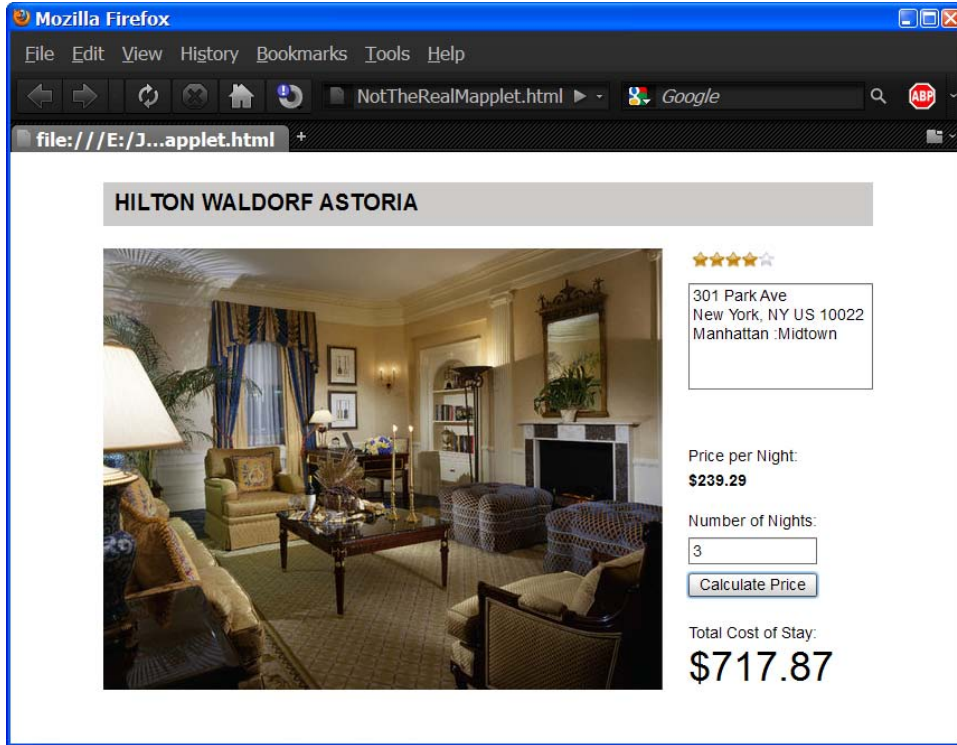 Mozilla Firefox
File Edit View History Bookmarks Tools Help
NotTheRealMapplet.html Google ABP
file:///E:/J...applet.html +
HILTON WALDORF ASTORIA
301 Park Ave
New York, NY US 10022
Manhattan :Midtown
Price per Night:
$239.29
Number of Nights:
3
Calculate Price
Total Cost of Stay:
$717.87